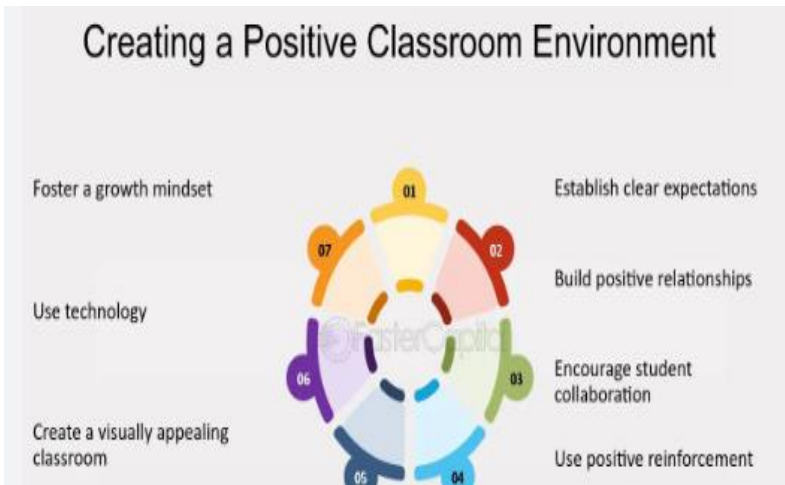 Creating a Positive Classroom Environment
Foster a growth mindset
01
Establish clear expectations
07
02
Build positive relationships
Use technology
FasterCapital
06
03
Encourage student
collaboration
Create a visually appealing
classroom
05
04
Use positive reinforcement